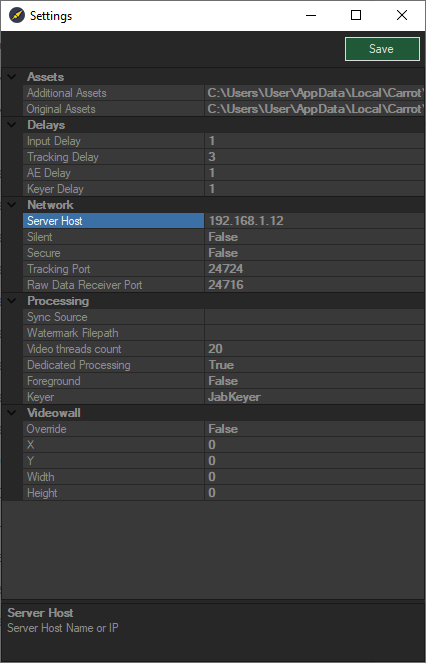 Settings
Save
Assets
Additional Assets C:\Users\User\AppData\Local\Carrot\
Original Assets C:\Users\User\AppData\Local\Carrot\
Delays
Input Delay 1
Tracking Delay 3
AE Delay 1
Keyer Delay 1
Network
Server Host 192.168.1.12
Silent False
Secure False
Tracking Port 24724
Raw Data Receiver Port 24716
Processing
Sync Source
Watermark Filepath
Video threads count 20
Dedicated Processing True
Foreground False
Keyer JabKeyer
Videowall
Override False
X 0
Y 0
Width 0
Height 0
Server Host
Server Host Name or IP